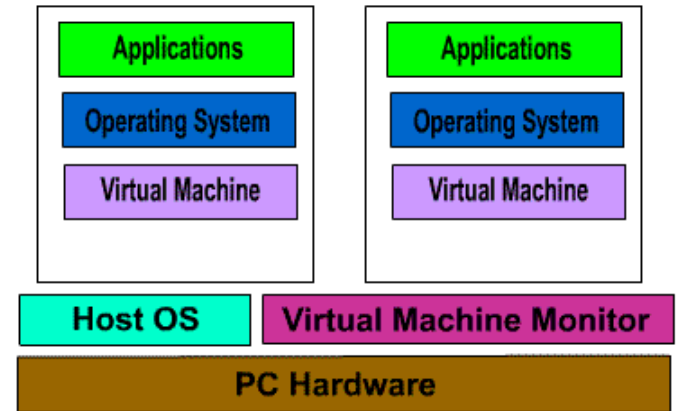 Applications
Operating System
Virtual Machine
Applications
Operating System
Virtual Machine
Host OS
Virtual Machine Monitor
PC Hardware